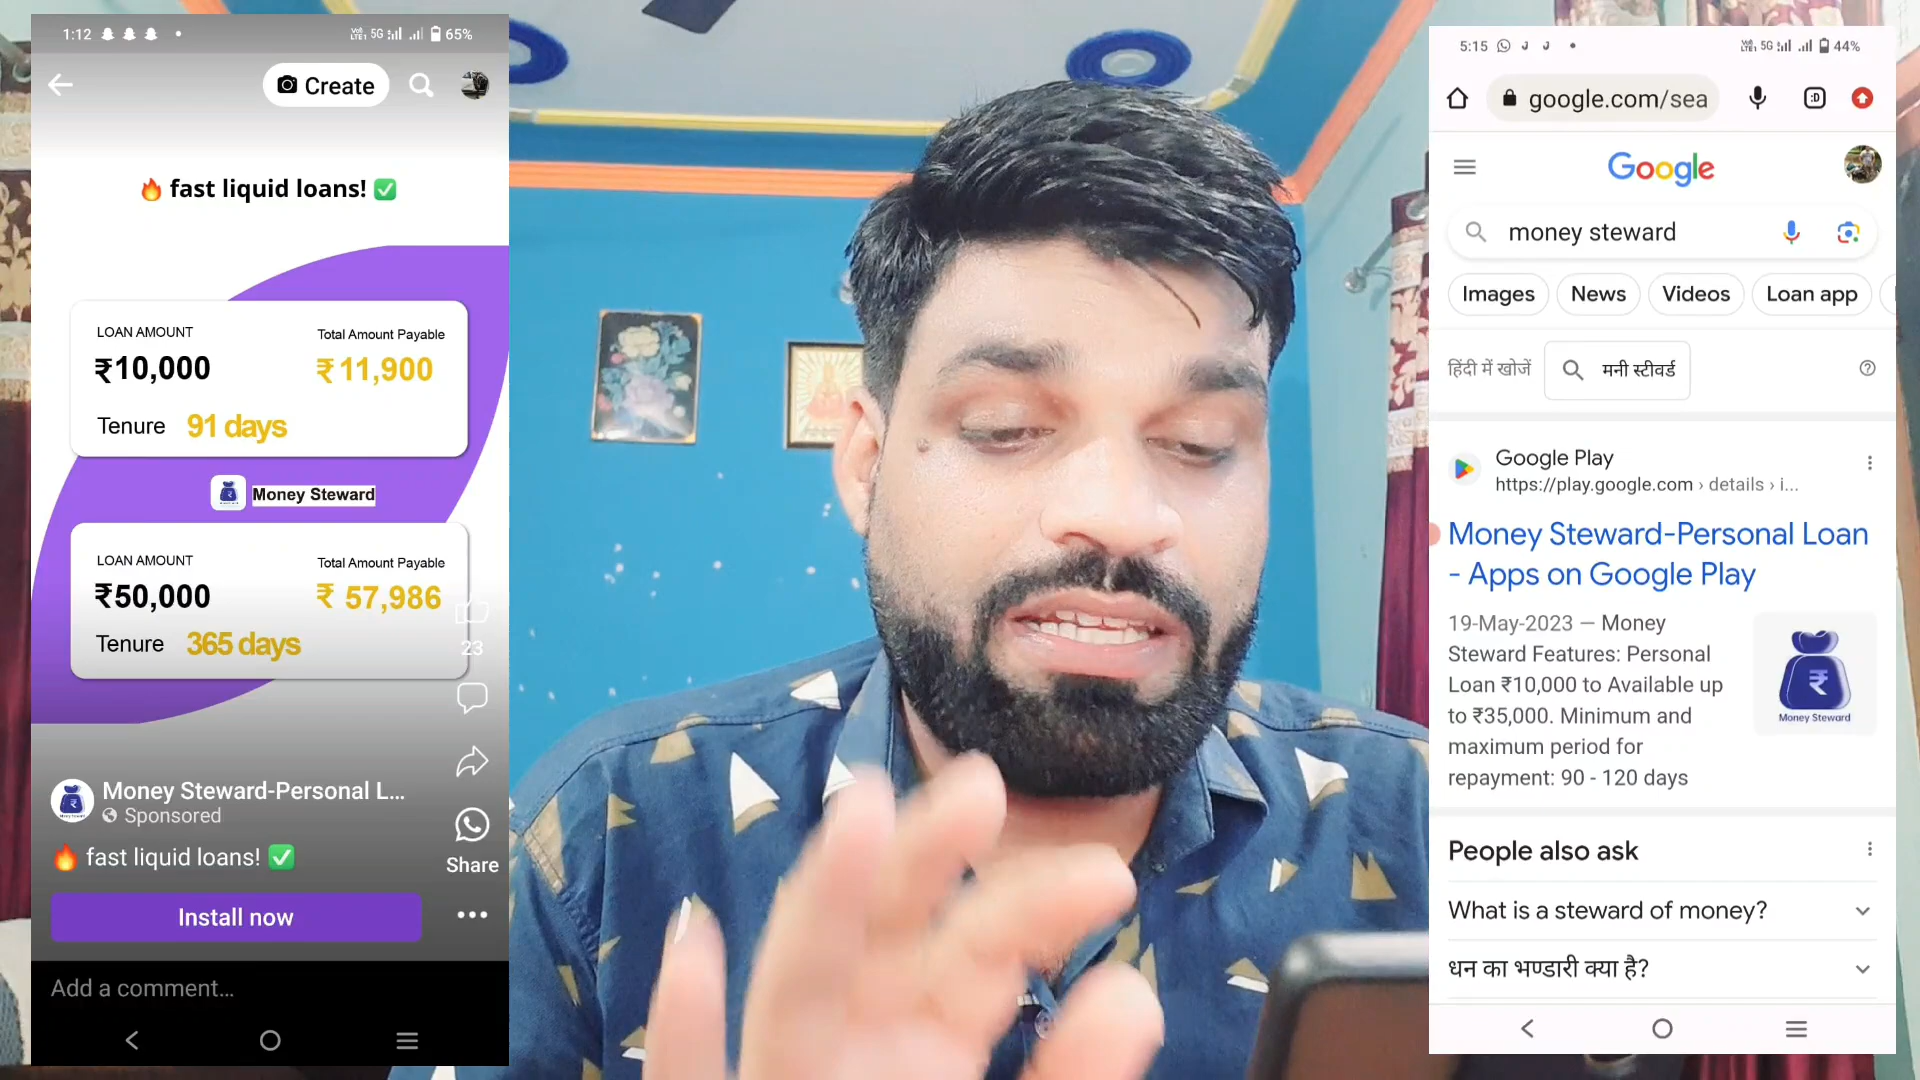 1:12
5G
65%
Create
🔥 fast liquid loans! ✅
LOAN AMOUNT
Total Amount Payable
₹10,000
₹ 11,900
Tenure 91 days
Money Steward
LOAN AMOUNT
Total Amount Payable
₹50,000
₹ 57,986
Tenure 365 days
23
Money Steward-Personal L...
Sponsored
🔥 fast liquid loans! ✅
Share
Install now
Add a comment...
5:15
5G
44%
google.com/sea
Google
money steward
Images
News
Videos
Loan app
हिंदी में खोजें
मनी स्टीवर्ड
Google Play
https://play.google.com › details › i...
Money Steward-Personal Loan
- Apps on Google Play
19-May-2023 — Money
Steward Features: Personal
Loan ₹10,000 to Available up
to ₹35,000. Minimum and
maximum period for
repayment: 90 - 120 days
Money Steward
People also ask
What is a steward of money?
धन का भण्डारी क्या है?